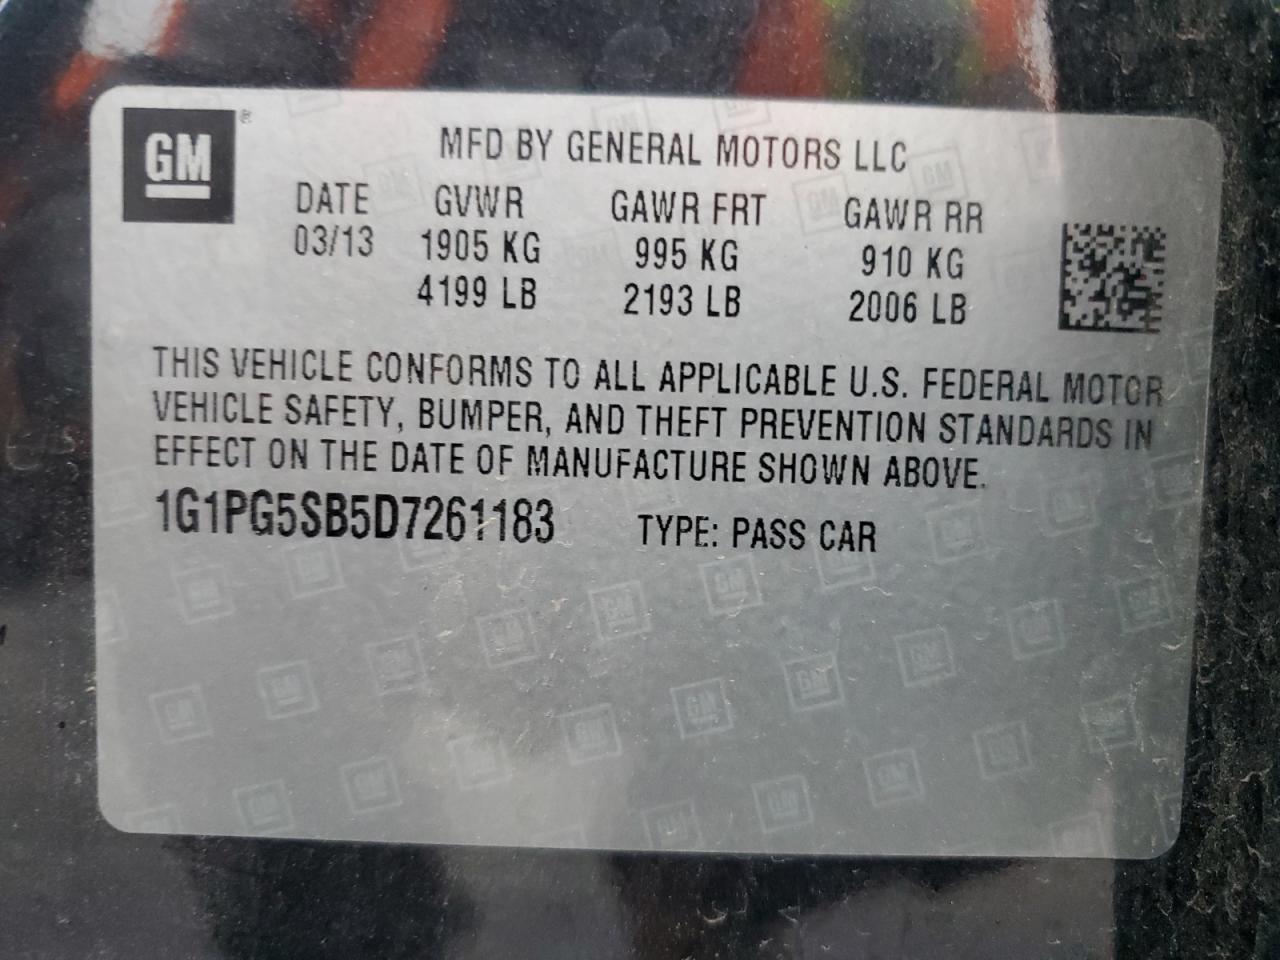 GM®
MFD BY GENERAL MOTORS LLC
DATE GVWR GAWR FRT GAWR RR
03/13 1905 KG 995 KG 910 KG
4199 LB 2193 LB 2006 LB
THIS VEHICLE CONFORMS TO ALL APPLICABLE U.S. FEDERAL MOTOR
VEHICLE SAFETY, BUMPER, AND THEFT PREVENTION STANDARDS IN
EFFECT ON THE DATE OF MANUFACTURE SHOWN ABOVE.
1G1PG5SB5D7261183 TYPE: PASS CAR